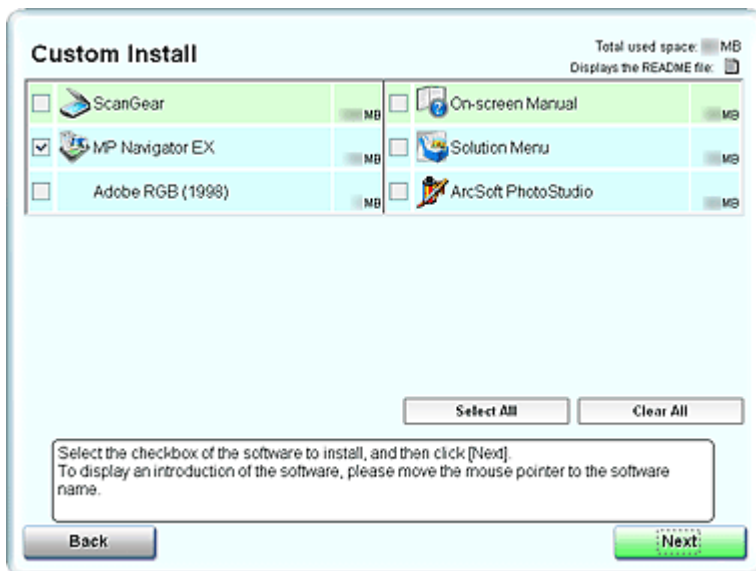 Custom Install
Total used space: MB
Displays the README file:
ScanGear MB
On-screen Manual MB
MP Navigator EX MB
Solution Menu MB
Adobe RGB (1998) MB
ArcSoft PhotoStudio MB
Select All
Clear All
Select the checkbox of the software to install, and then click [Next].
To display an introduction of the software, please move the mouse pointer to the software
name.
Back
Next